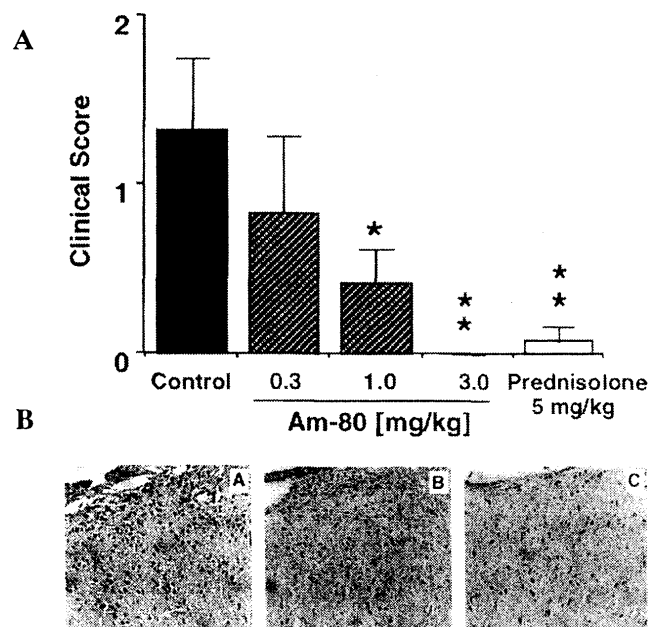 A
2
1
0
Clinical Score
*
*
*
*
*
Control
0.3
1.0
3.0
Prednisolone
5 mg/kg
Am-80 [mg/kg]
B
A
B
C